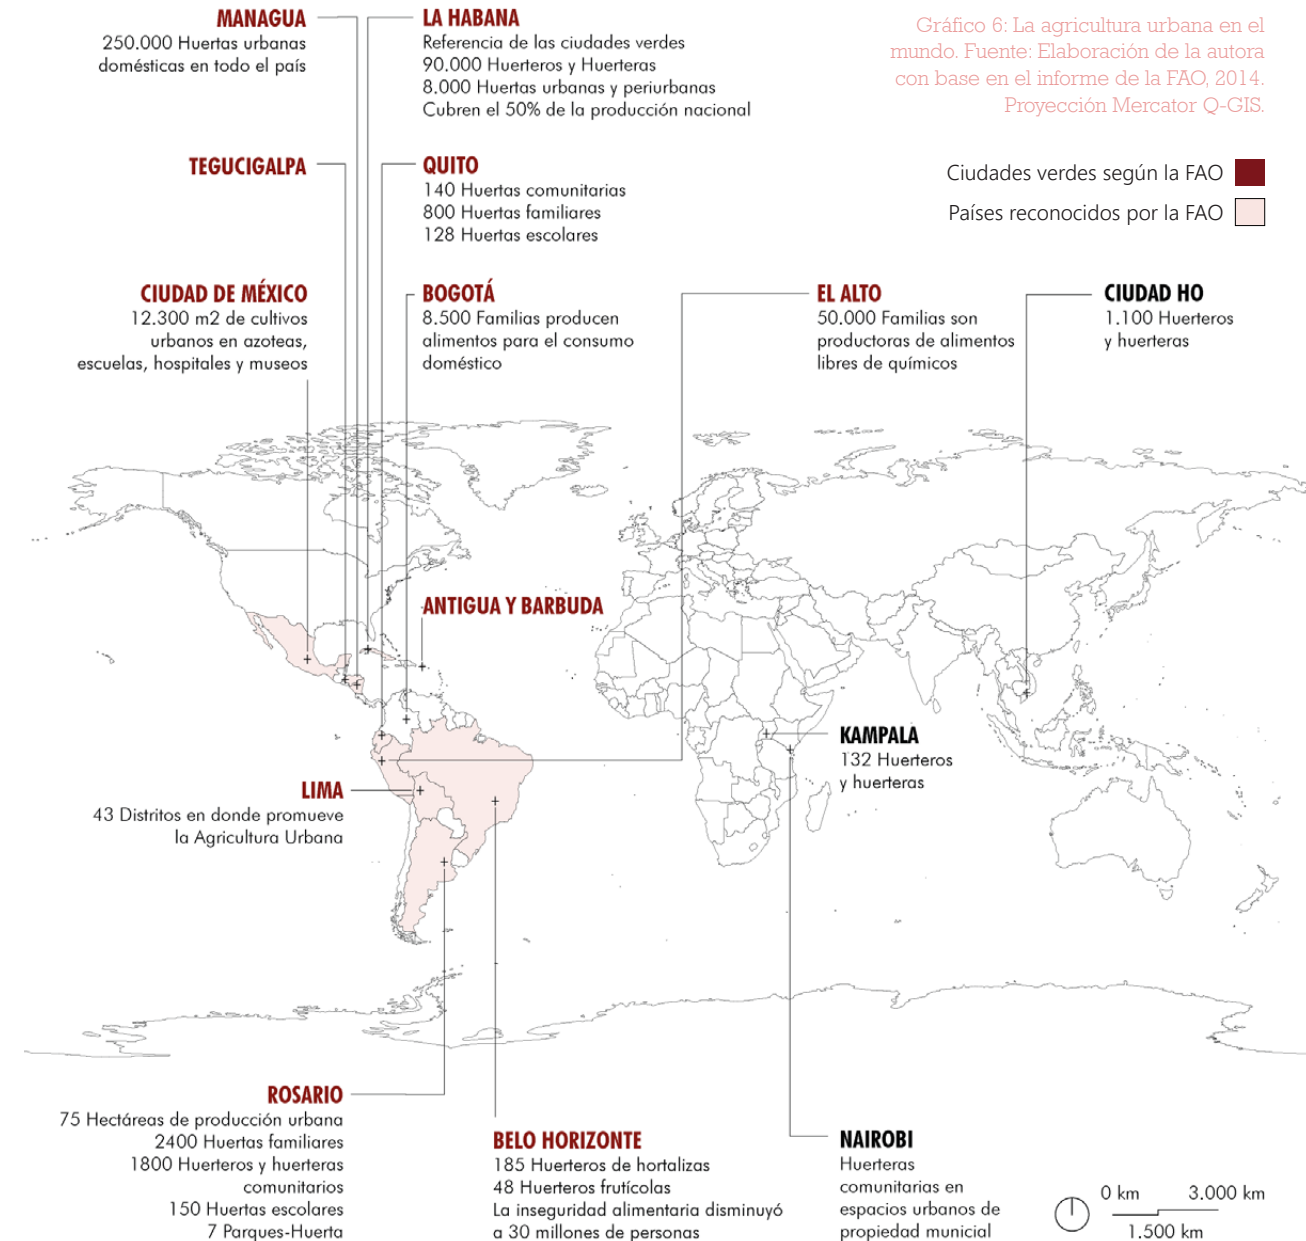 MANAGUA
250.000 Huertas urbanas
domésticas en todo el país
LA HABANA
Referencia de las ciudades verdes
90.000 Huerteros y Huerteras
8.000 Huertas urbanas y periurbanas
Cubren el 50% de la producción nacional
Gráfico 6: La agricultura urbana en el
mundo. Fuente: Elaboración de la autora
con base en el informe de la FAO, 2014.
Proyección Mercator Q-GIS.
TEGUCIGALPA
QUITO
140 Huertas comunitarias
800 Huertas familiares
128 Huertas escolares
Ciudades verdes según la FAO
Países reconocidos por la FAO
CIUDAD DE MÉXICO
12.300 m2 de cultivos
urbanos en azoteas,
escuelas, hospitales y museos
BOGOTÁ
8.500 Familias producen
alimentos para el consumo
doméstico
EL ALTO
50.000 Familias son
productoras de alimentos
libres de químicos
CIUDAD HO
1.100 Huerteros
y huerteras
ANTIGUA Y BARBUDA
KAMPALA
132 Huerteros
y huerteras
LIMA
43 Distritos en donde promueve
la Agricultura Urbana
ROSARIO
75 Hectáreas de producción urbana
2400 Huertas familiares
1800 Huerteros y huerteras
comunitarios
150 Huertas escolares
7 Parques-Huerta
BELO HORIZONTE
185 Huerteros de hortalizas
48 Huerteros frutícolas
La inseguridad alimentaria disminuyó
a 30 millones de personas
NAIROBI
Huerteras
comunitarias en
espacios urbanos de
propiedad municial
0 km 3.000 km
1.500 km